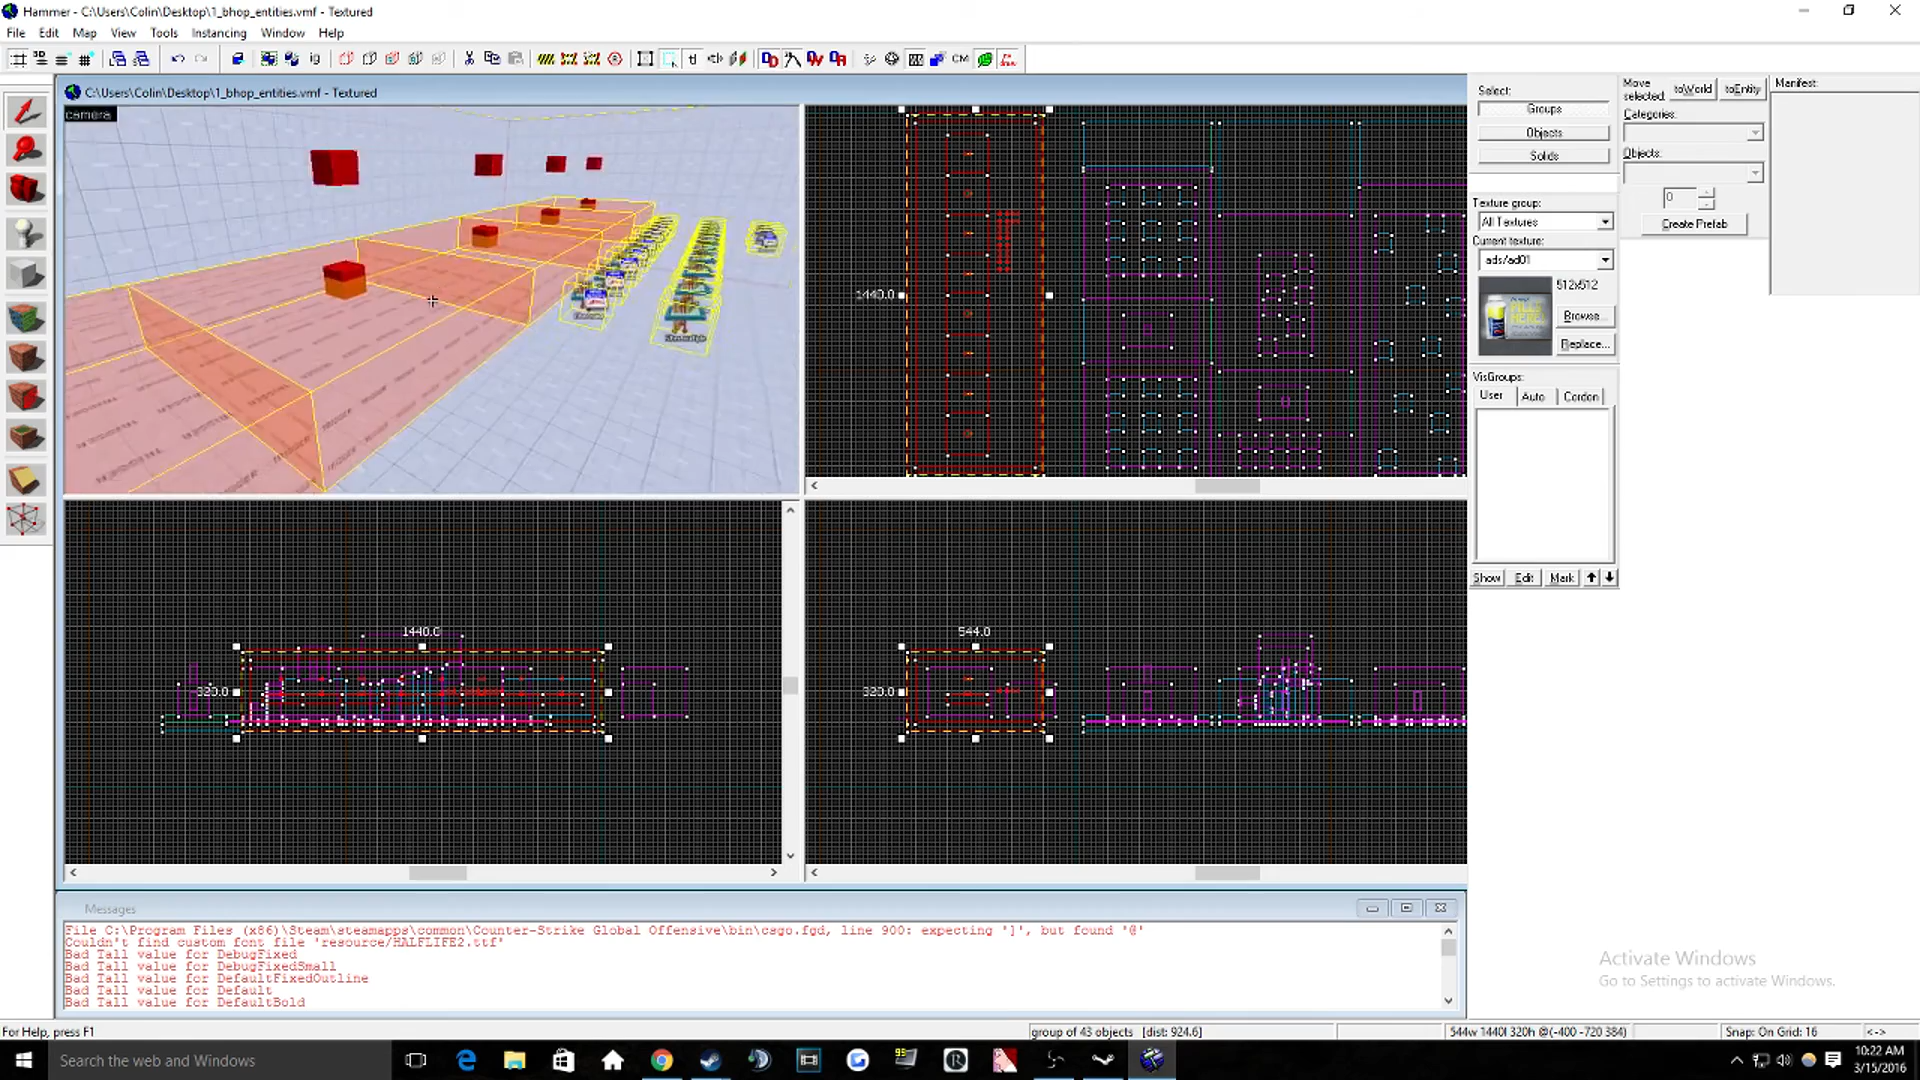 Hammer - C:\Users\Colin\Desktop\1_bhop_entities.vmf - Textured
File Edit Map View Tools Instancing Window Help
C:\Users\Colin\Desktop\1_bhop_entities.vmf - Textured
camera
1440.0
1440.0
320.0
544.0
320.0
Select:
Groups
Objects
Solids
Texture group:
All Textures
Current texture:
ads/ad01
512x512
Browse...
Replace...
VisGroups:
User Auto Cordon
Show Edit Mark
Move selected: toWorld toEntity
Categories:
Objects:
0
Create Prefab
Manifest:
Messages
File C:\Program Files (x86)\Steam\steamapps\common\Counter-Strike Global Offensive\bin\csgo.fgd, line 900: expecting ']', but found '@'
Couldn't find custom font file 'resource/HALFLIFE2.ttf'
Bad Tall value for DebugFixed
Bad Tall value for DebugFixedSmall
Bad Tall value for DefaultFixedOutline
Bad Tall value for Default
Bad Tall value for DefaultBold
Activate Windows
Go to Settings to activate Windows.
For Help, press F1
group of 43 objects [dist: 924.6]
544w 1440l 320h @(-400 -720 384)
Snap: On Grid: 16
<->
Search the web and Windows
10:22 AM
3/15/2016